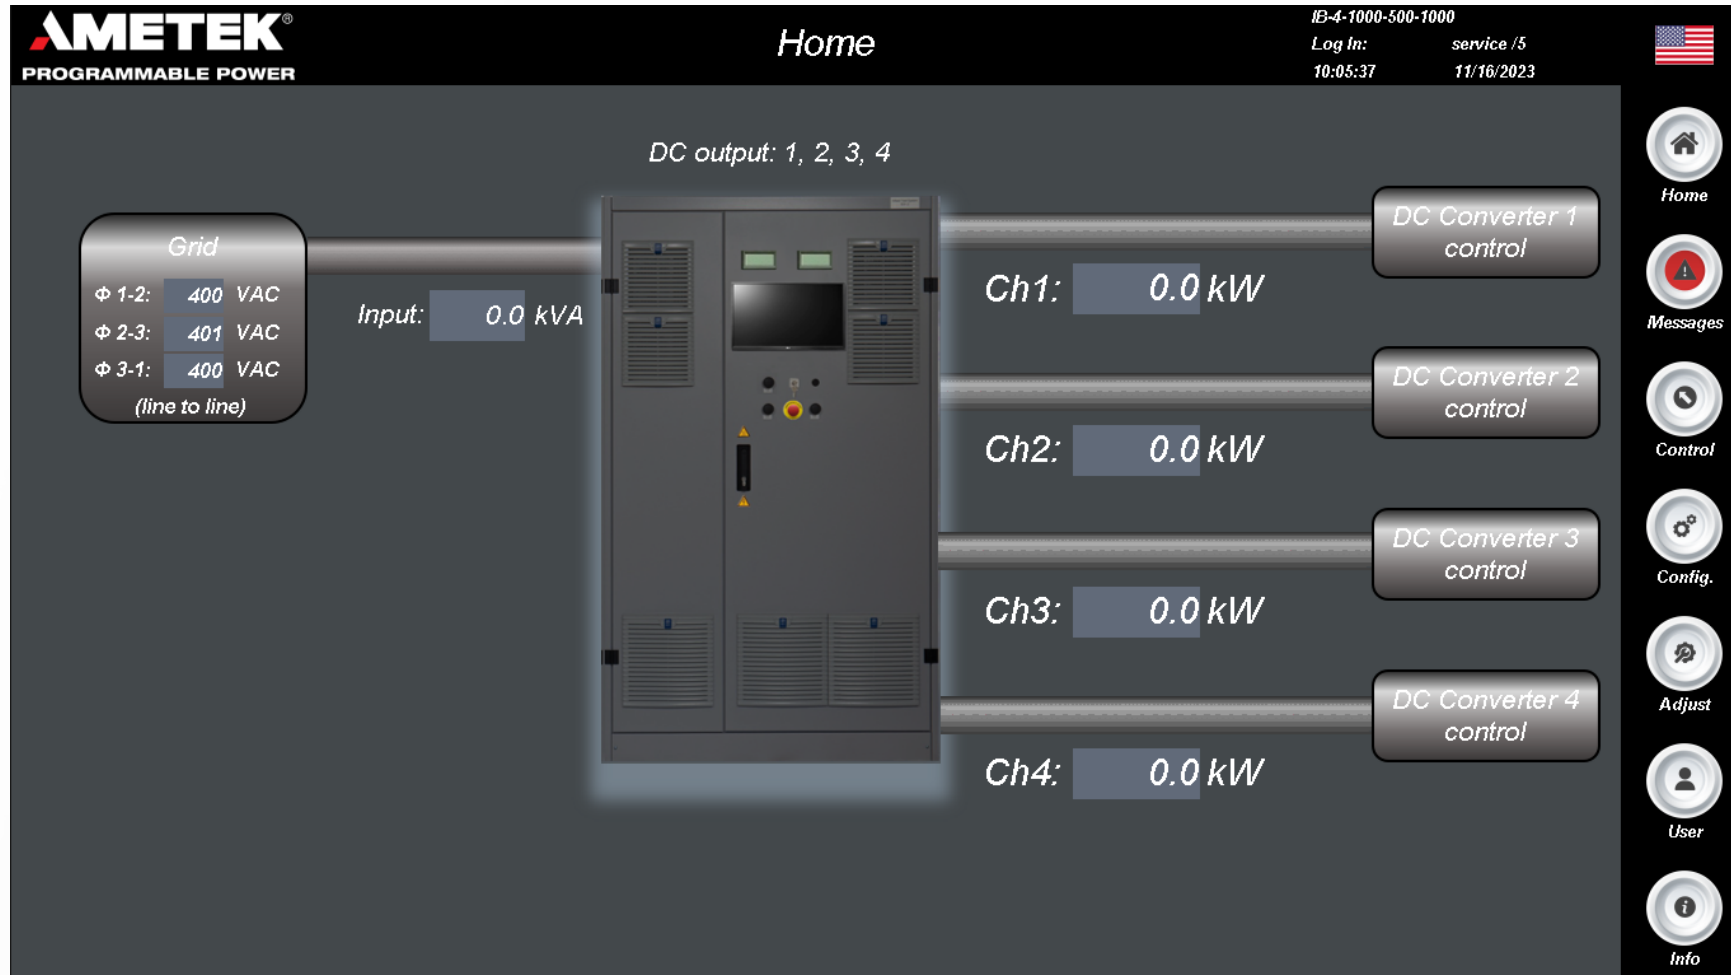 AMETEK®
PROGRAMMABLE POWER
Home
IB-4-1000-500-1000
Log In: service /5
10:05:37 11/16/2023
DC output: 1, 2, 3, 4
Grid
Φ 1-2: 400 VAC
Φ 2-3: 401 VAC
Φ 3-1: 400 VAC
(line to line)
Input: 0.0 kVA
DC Converter 1
control
Ch1: 0.0 kW
DC Converter 2
control
Ch2: 0.0 kW
DC Converter 3
control
Ch3: 0.0 kW
DC Converter 4
control
Ch4: 0.0 kW
Home
Messages
Control
Config.
Adjust
User
Info